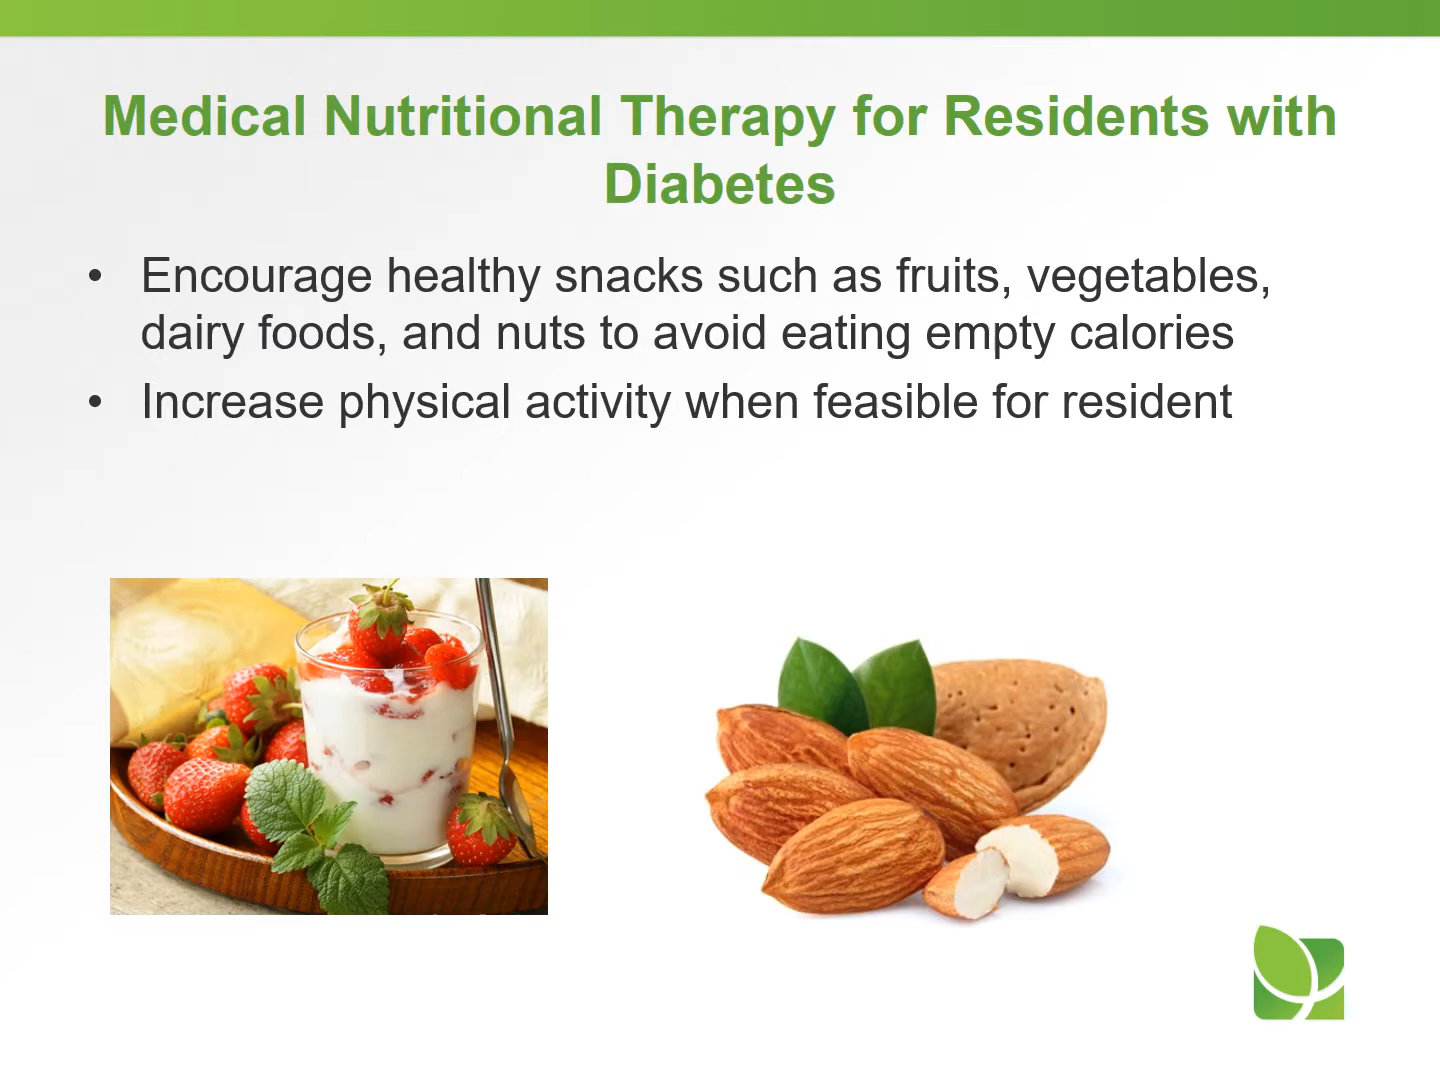 Medical Nutritional Therapy for Residents with
Diabetes
• Encourage healthy snacks such as fruits, vegetables,
dairy foods, and nuts to avoid eating empty calories
• Increase physical activity when feasible for resident